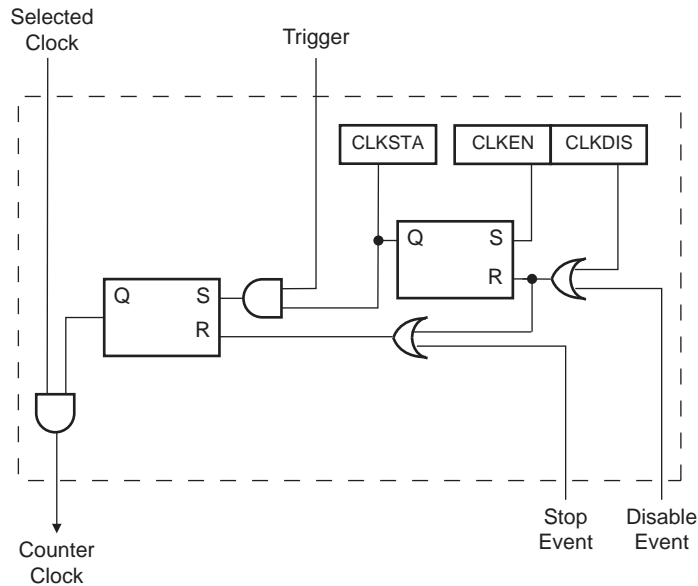 Selected
Clock
Trigger
CLKSTA
CLKEN
CLKDIS
Q
S
R
Q
S
R
Counter
Clock
Stop
Event
Disable
Event